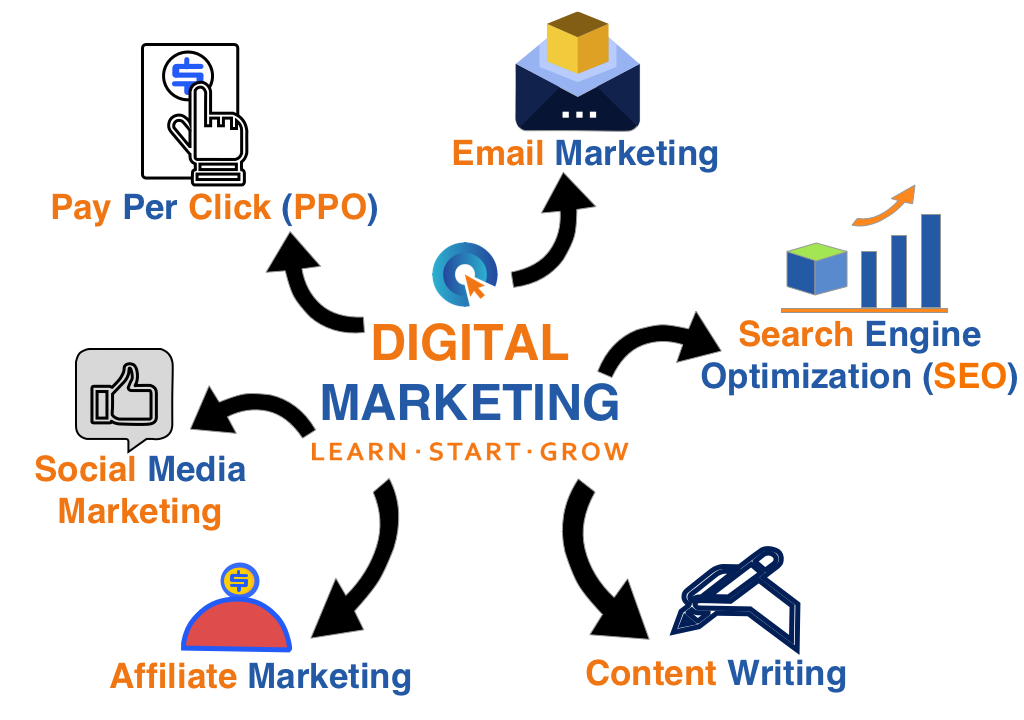 Email Marketing
Pay Per Click (PPO)
Search Engine
Optimization (SEO)
DIGITAL
MARKETING
LEARN·START·GROW
Social Media
Marketing
Affiliate Marketing
Content Writing